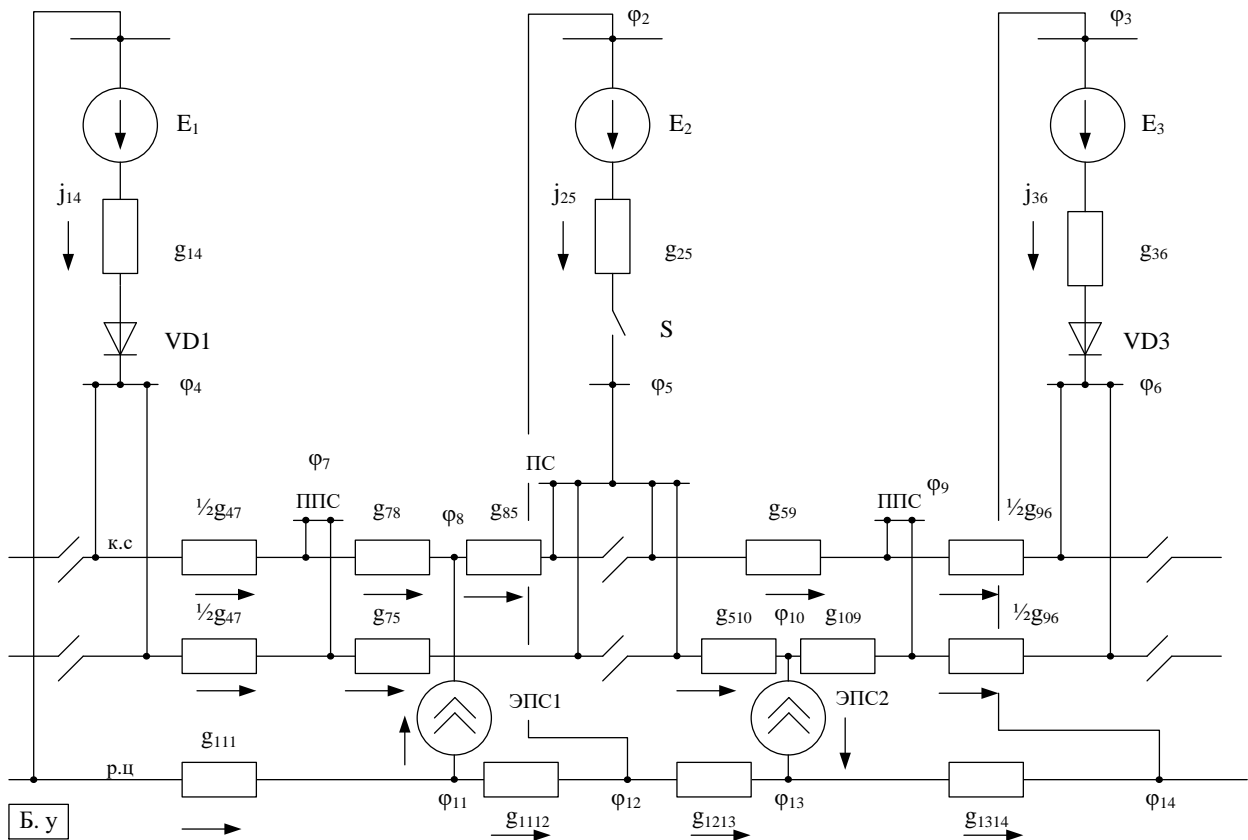 φ₂
φ₃
E₁
E₂
E₃
j₁₄
j₂₅
j₃₆
g₁₄
g₂₅
g₃₆
VD1
S
VD3
φ₄
φ₅
φ₆
φ₇
ПС
φ₉
ППС
ППС
½g₄₇
g₇₈
φ₈
g₈₅
g₅₉
½g₉₆
к.с
½g₄₇
g₇₅
g₅₁₀
φ₁₀
g₁₀₉
½g₉₆
ЭПС1
ЭПС2
g₁₁₁
р.ц
φ₁₁
φ₁₂
φ₁₃
φ₁₄
Б. у
g₁₁₁₂
g₁₂₁₃
g₁₃₁₄